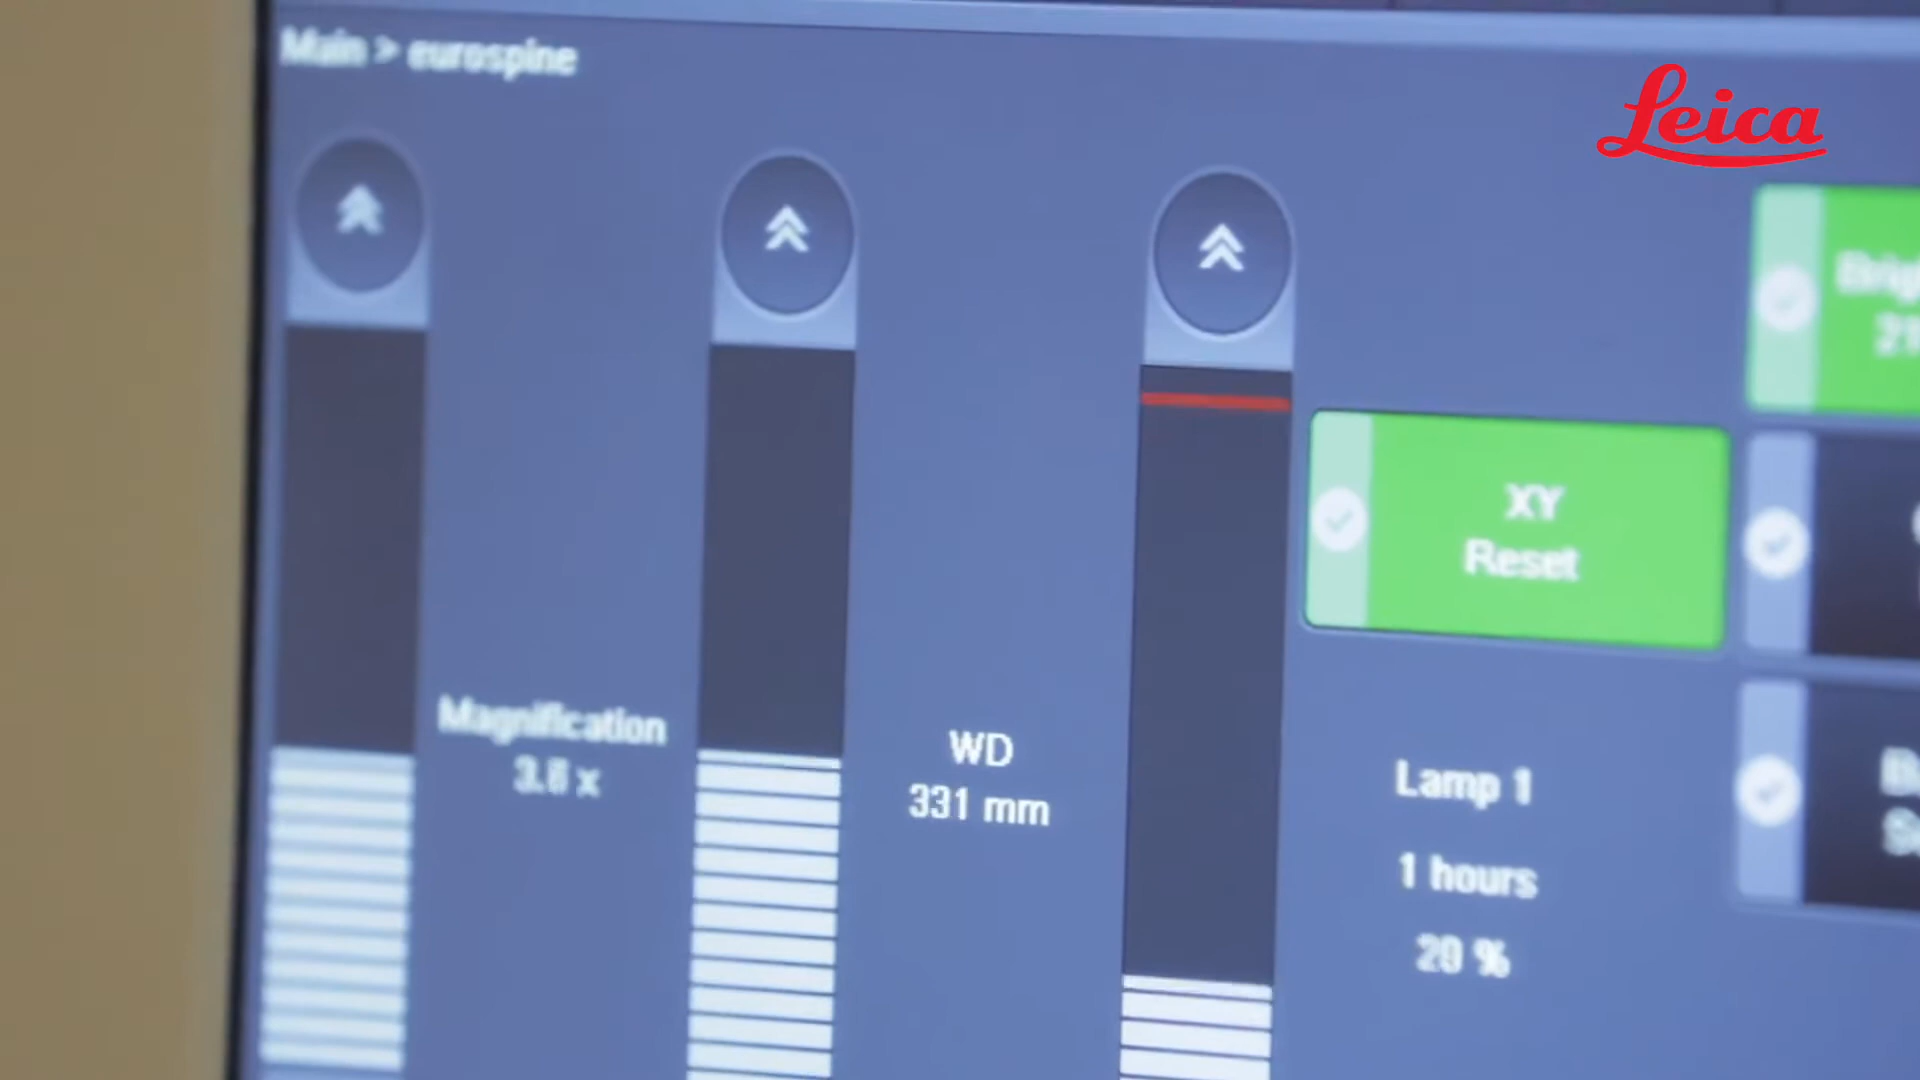 Main > eurospine
Leica
XY
Reset
Magnification
WD
331 mm
Lamp 1
1 hours
20 %